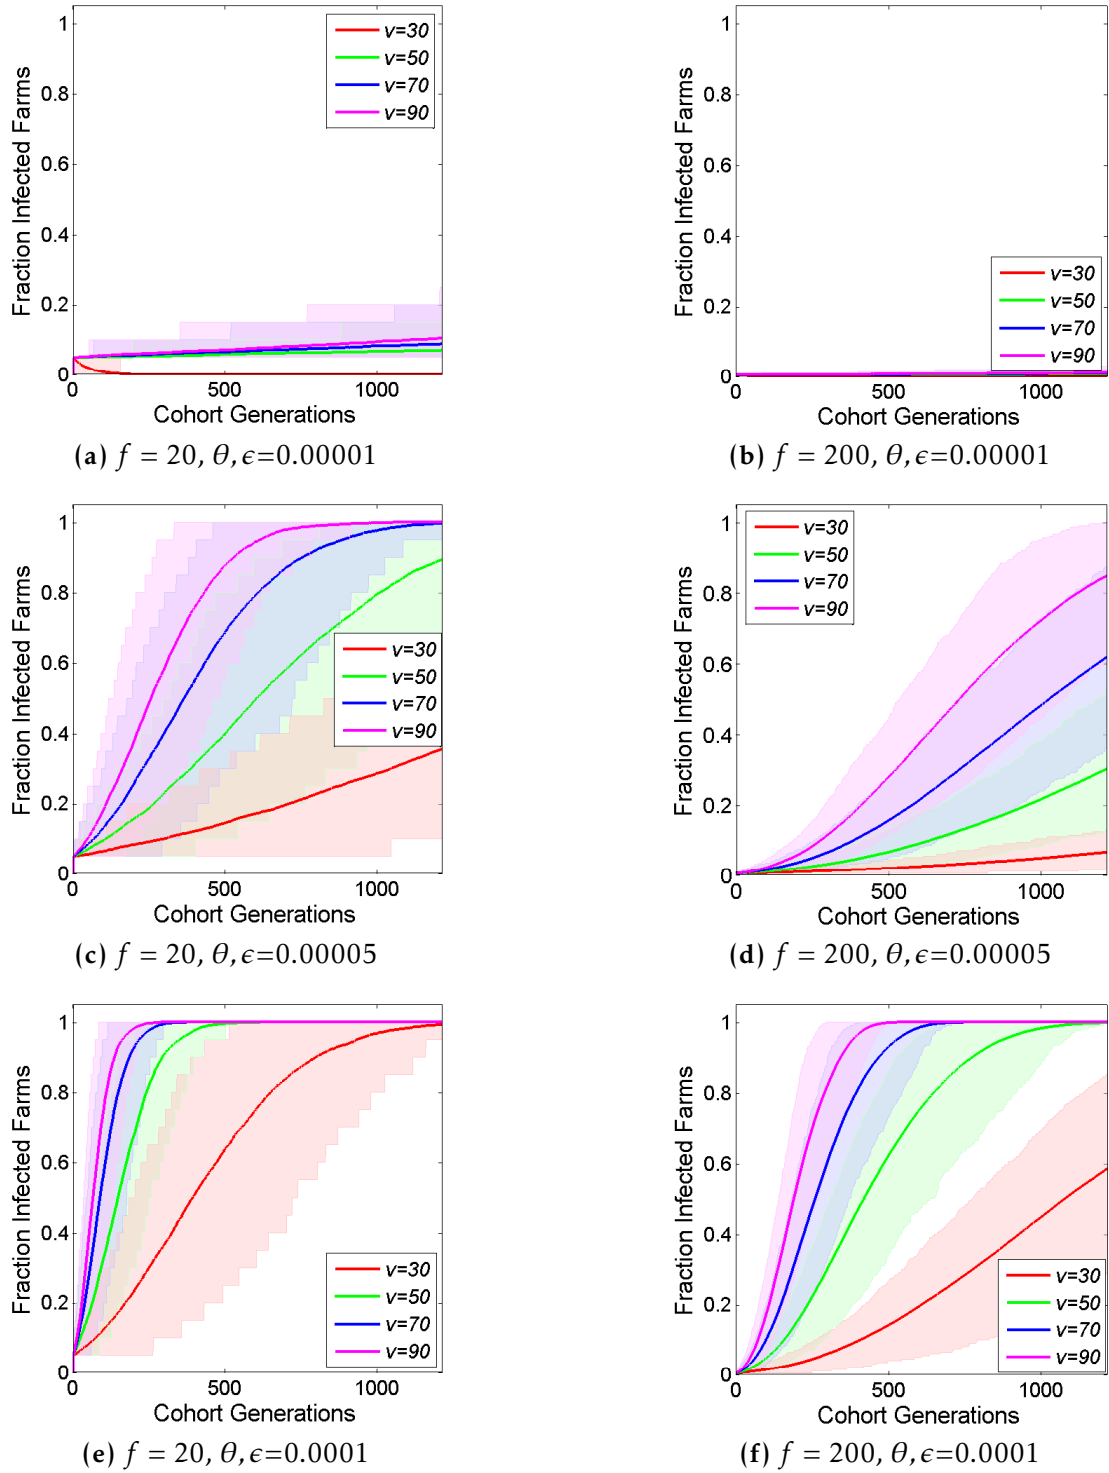 Fraction Infected Farms
1
0.8
0.6
0.4
0.2
0
0
500
1000
Cohort Generations
v=30
v=50
v=70
v=90
(a) f = 20, θ,ϵ=0.00001
Fraction Infected Farms
1
0.8
0.6
0.4
0.2
0
0
500
1000
Cohort Generations
v=30
v=50
v=70
v=90
(b) f = 200, θ,ϵ=0.00001
Fraction Infected Farms
1
0.8
0.6
0.4
0.2
0
0
500
1000
Cohort Generations
v=30
v=50
v=70
v=90
(c) f = 20, θ,ϵ=0.00005
Fraction Infected Farms
1
0.8
0.6
0.4
0.2
0
0
500
1000
Cohort Generations
v=30
v=50
v=70
v=90
(d) f = 200, θ,ϵ=0.00005
Fraction Infected Farms
1
0.8
0.6
0.4
0.2
0
0
500
1000
Cohort Generations
v=30
v=50
v=70
v=90
(e) f = 20, θ,ϵ=0.0001
Fraction Infected Farms
1
0.8
0.6
0.4
0.2
0
0
500
1000
Cohort Generations
v=30
v=50
v=70
v=90
(f) f = 200, θ,ϵ=0.0001